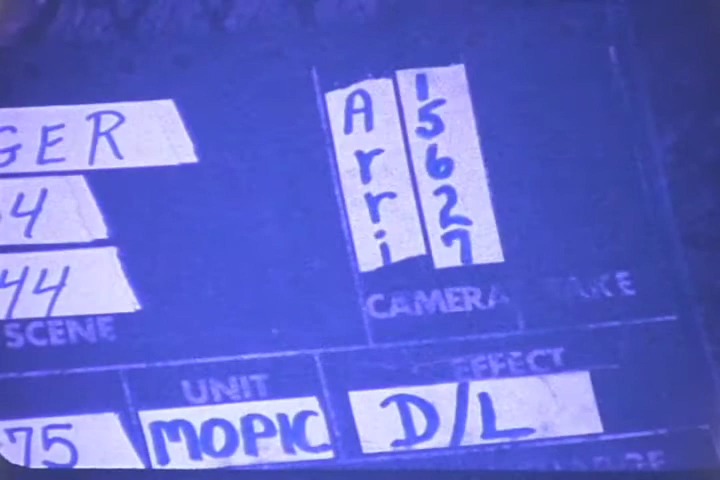 GER
4
44
SCENE
Arri
15627
CAMERA
TAKE
UNIT
EFFECT
75
MOPIC
D/L